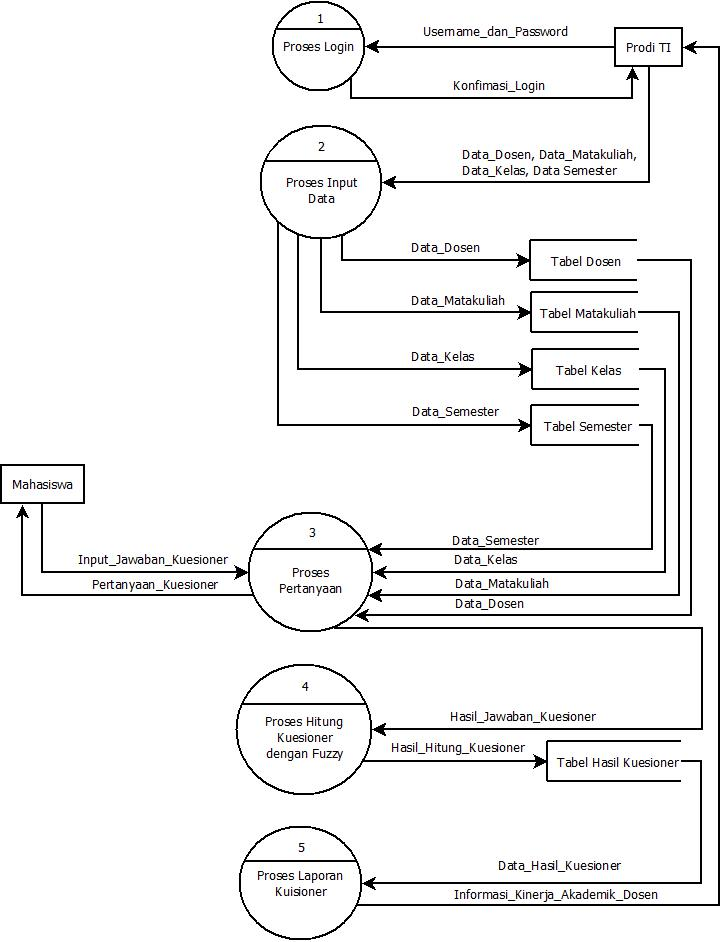 1
Proses Login
Username_dan_Password
Prodi TI
Konfimasi_Login
2
Proses Input
Data
Data_Dosen, Data_Matakuliah,
Data_Kelas, Data Semester
Data_Dosen
Tabel Dosen
Data_Matakuliah
Tabel Matakuliah
Data_Kelas
Tabel Kelas
Data_Semester
Tabel Semester
Mahasiswa
Input_Jawaban_Kuesioner
Pertanyaan_Kuesioner
3
Proses
Pertanyaan
Data_Semester
Data_Kelas
Data_Matakuliah
Data_Dosen
4
Proses Hitung
Kuesioner
dengan Fuzzy
Hasil_Jawaban_Kuesioner
Hasil_Hitung_Kuesioner
Tabel Hasil Kuesioner
5
Proses Laporan
Kuisioner
Data_Hasil_Kuesioner
Informasi_Kinerja_Akademik_Dosen